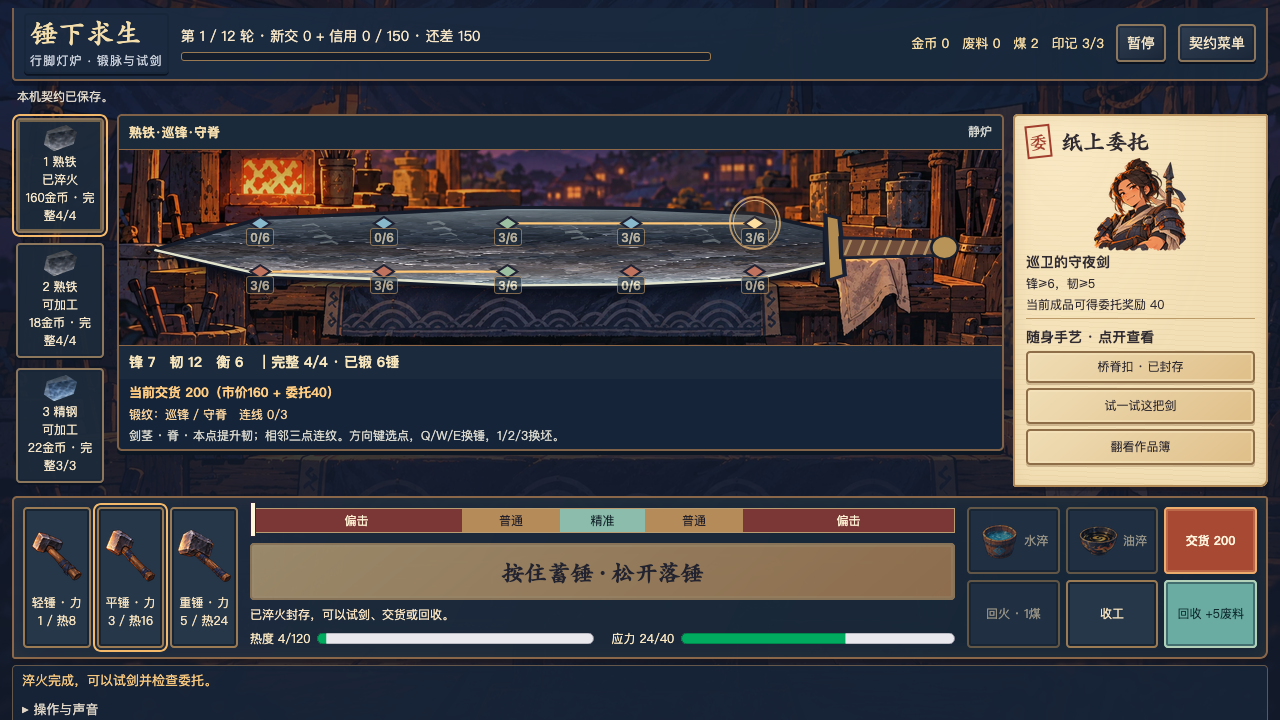 锤下求生
行脚灯炉 · 锻脉与试剑
第 1 / 12 轮 · 新交 0 + 信用 0 / 150 · 还差 150
金币 0 废料 0 煤 2 印记 3/3
暂停
契约菜单
本机契约已保存。
1 熟铁
已淬火
160金币 · 完
整4/4
2 熟铁
可加工
18金币 · 完
整4/4
3 精钢
可加工
22金币 · 完
整3/3
熟铁·巡锋·守脊
静炉
0/6
0/6
3/6
3/6
3/6
3/6
3/6
3/6
0/6
0/6
锋 7 韧 12 衡 6 | 完整 4/4 · 已锻 6锤
当前交货 200（市价160 + 委托40）
锻纹：巡锋 / 守脊 连线 0/3
剑茎 · 脊 · 本点提升韧；相邻三点连纹。方向键选点，Q/W/E换锤，1/2/3换坯。
委
纸上委托
巡卫的守夜剑
锋≥6，韧≥5
当前成品可得委托奖励 40
随身手艺 · 点开查看
桥脊扣 · 已封存
试一试这把剑
翻看作品簿
轻锤 · 力
1 / 热8
平锤 · 力
3 / 热16
重锤 · 力
5 / 热24
偏击
普通
精准
普通
偏击
按住蓄锤 · 松开落锤
已淬火封存，可以试剑、交货或回收。
热度 4/120
应力 24/40
水淬
油淬
交货 200
回火 · 1煤
收工
回收 +5废料
淬火完成，可以试剑并检查委托。
▸ 操作与声音